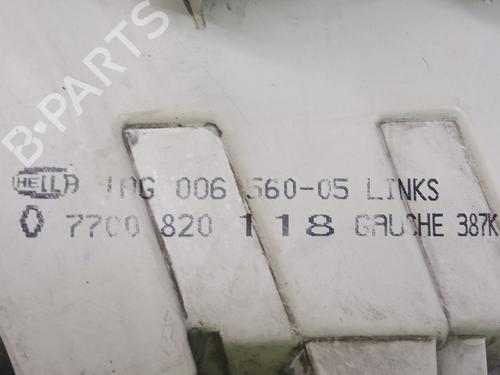 B-PARTS
HELLA 1AG 006 560-05 LINKS
0 7700 820 118 GAUCHE 387K